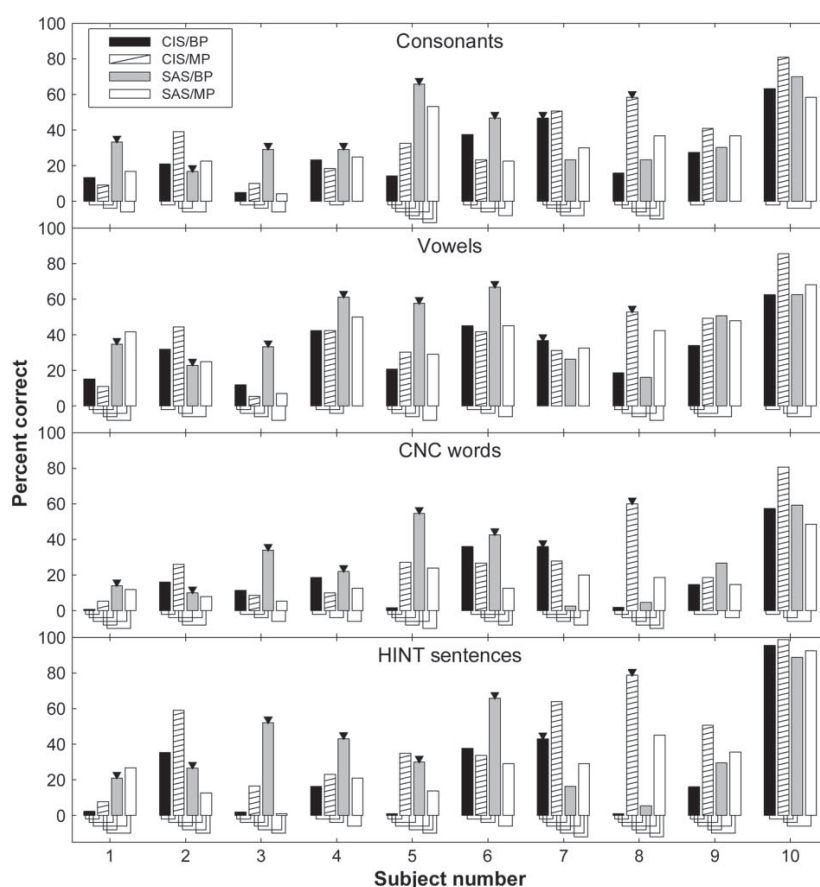 100
80
60
40
20
0
CIS/BP
CIS/MP
SAS/BP
SAS/MP
Consonants
100
80
60
40
20
0
Vowels
100
80
60
40
20
0
CNC words
100
80
60
40
20
0
HINT sentences
Percent correct
1 2 3 4 5 6 7 8 9 10
Subject number